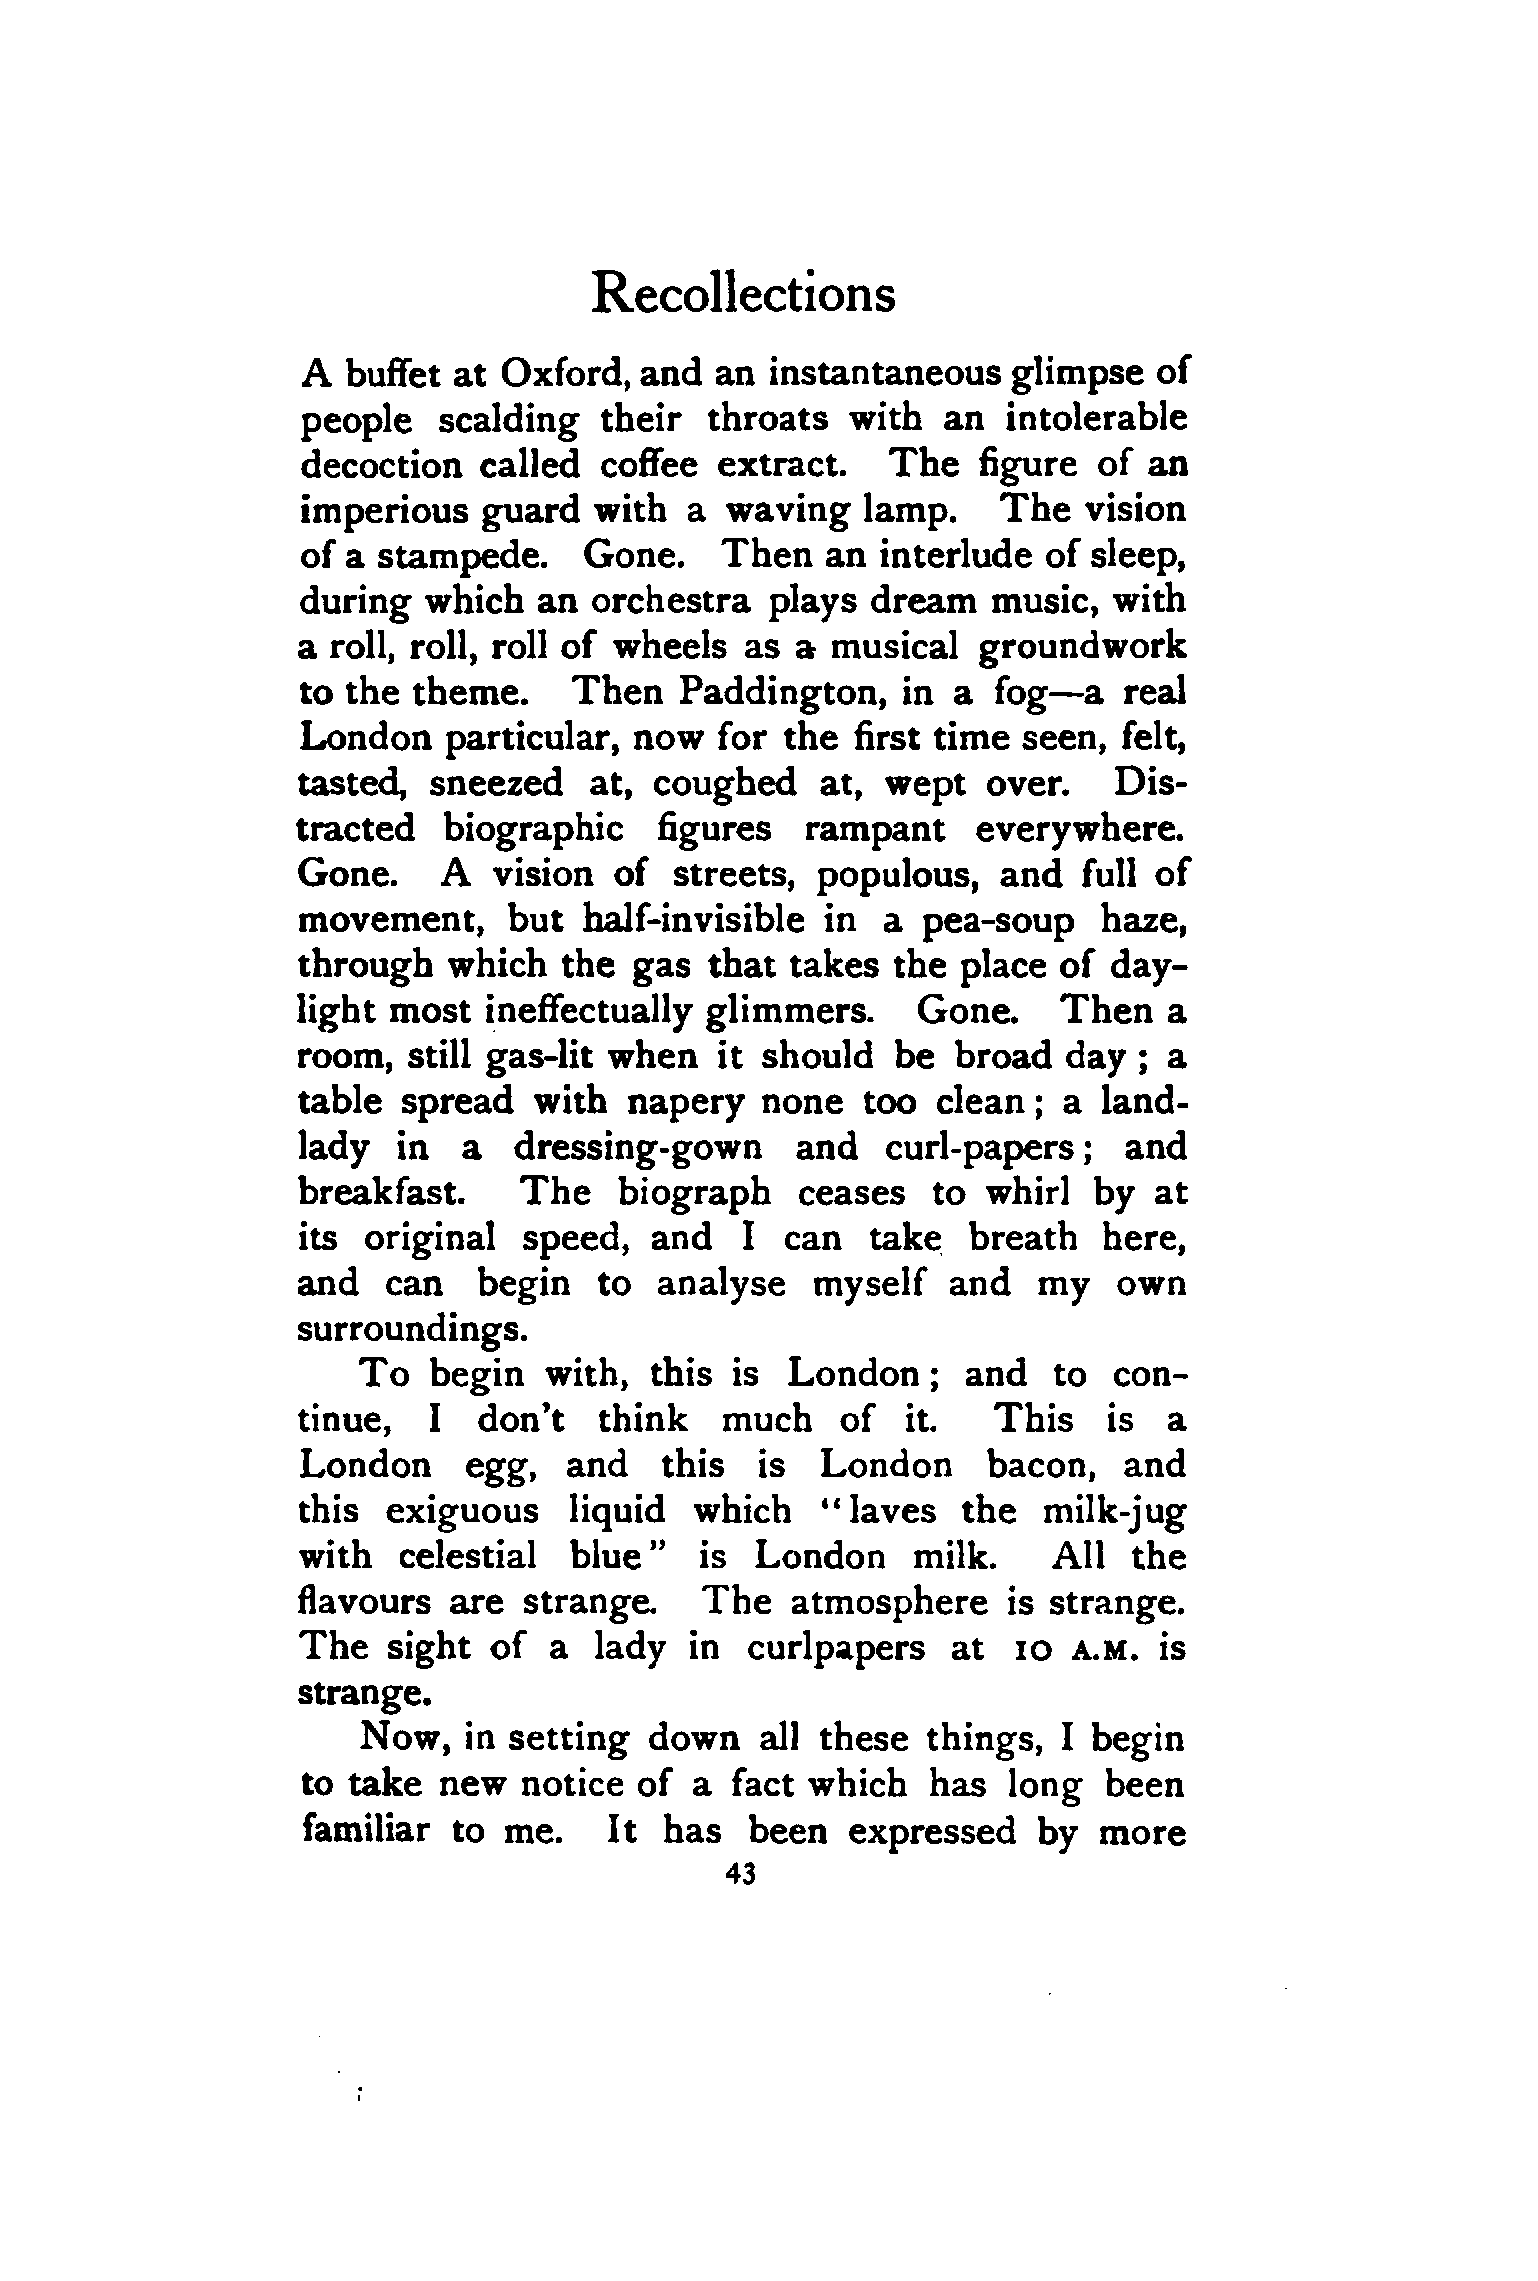 Recollections
A buffet at Oxford, and an instantaneous glimpse of
people scalding their throats with an intolerable
decoction called coffee extract. The figure of an
imperious guard with a waving lamp. The vision
of a stampede. Gone. Then an interlude of sleep,
during which an orchestra plays dream music, with
a roll, roll, roll of wheels as a musical groundwork
to the theme. Then Paddington, in a fog—a real
London particular, now for the first time seen, felt,
tasted, sneezed at, coughed at, wept over. Dis-
tracted biographic figures rampant everywhere.
Gone. A vision of streets, populous, and full of
movement, but half-invisible in a pea-soup haze,
through which the gas that takes the place of day-
light most ineffectually glimmers. Gone. Then a
room, still gas-lit when it should be broad day; a
table spread with napery none too clean; a land-
lady in a dressing-gown and curl-papers; and
breakfast. The biograph ceases to whirl by at
its original speed, and I can take breath here,
and can begin to analyse myself and my own
surroundings.
To begin with, this is London; and to con-
tinue, I don't think much of it. This is a
London egg, and this is London bacon, and
this exiguous liquid which "laves the milk-jug
with celestial blue" is London milk. All the
flavours are strange. The atmosphere is strange.
The sight of a lady in curlpapers at 10 A.M. is
strange.
Now, in setting down all these things, I begin
to take new notice of a fact which has long been
familiar to me. It has been expressed by more
43